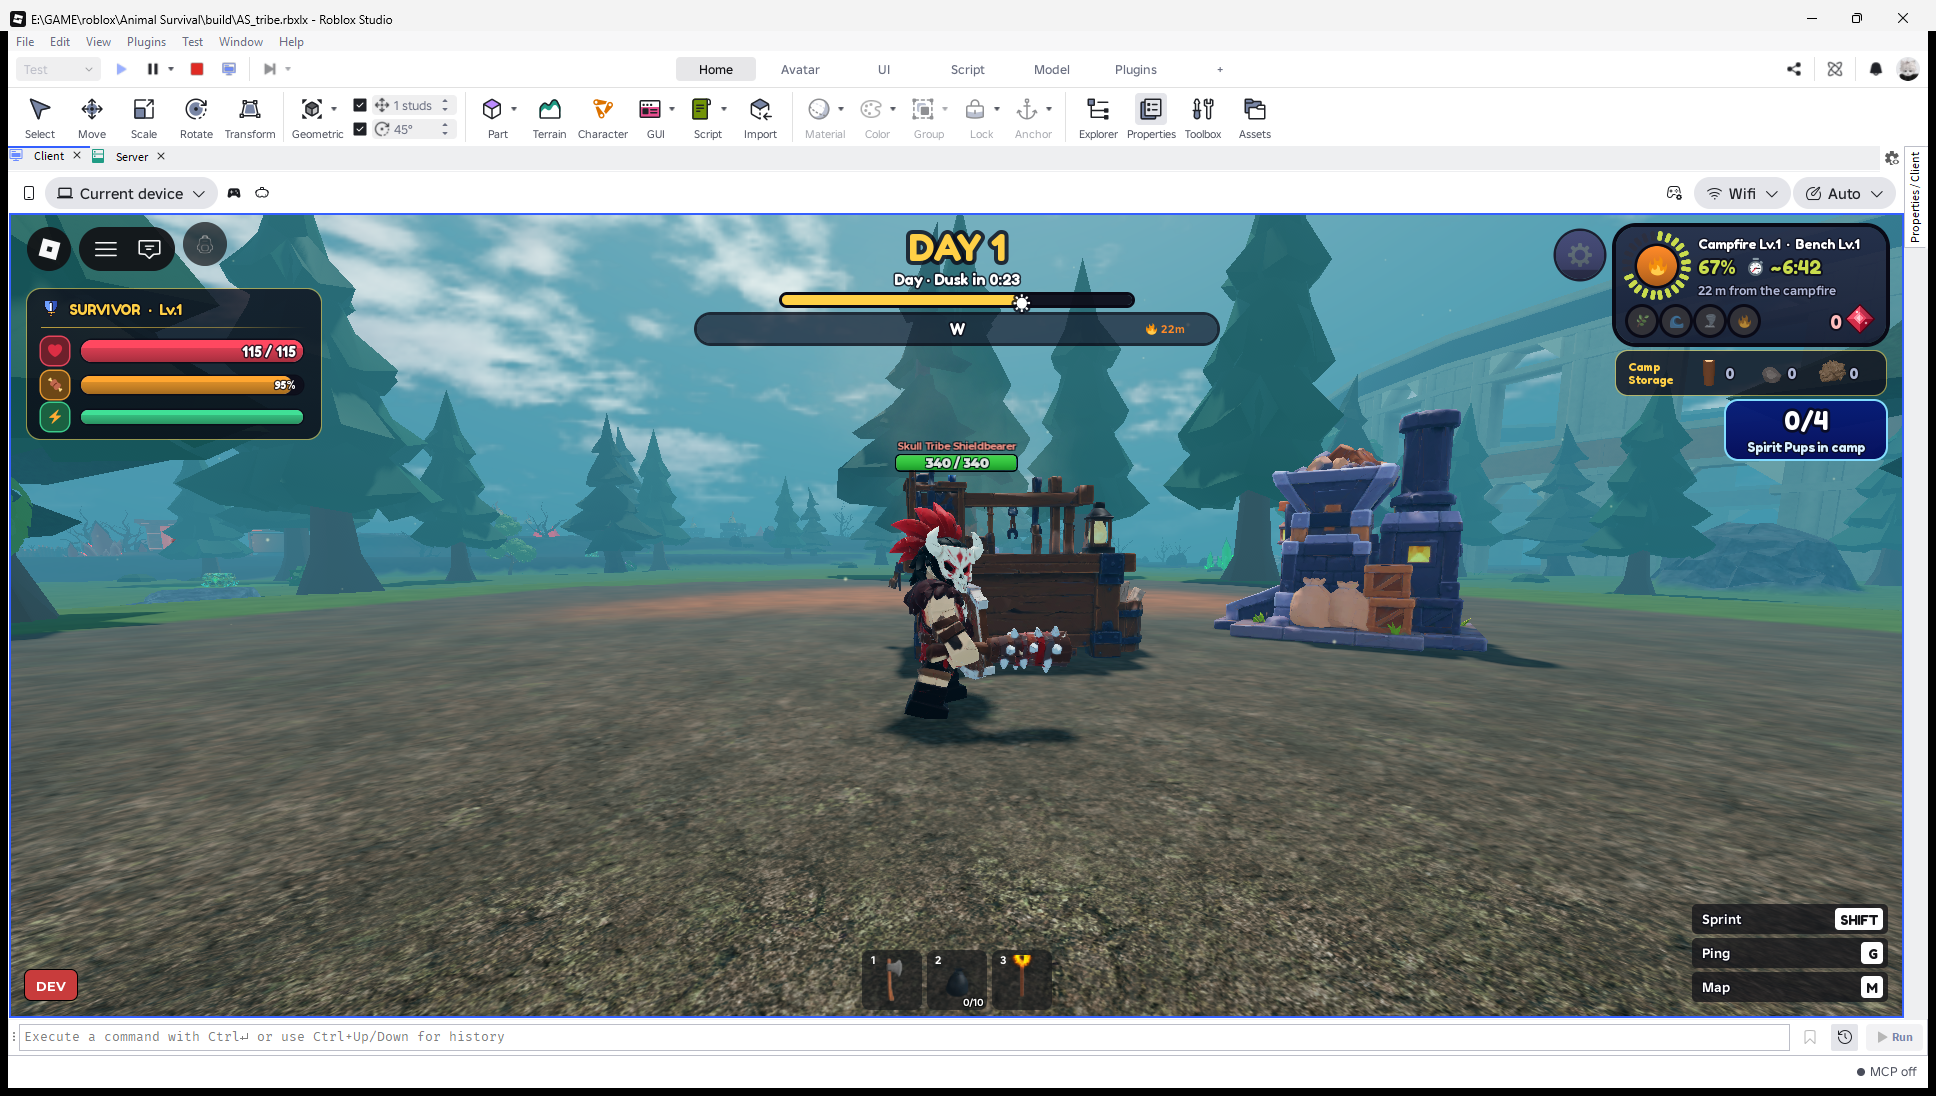 E:\GAME\roblox\Animal Survival\build\AS_tribe.rbxlx - Roblox Studio
File Edit View Plugins Test Window Help
Test
Home Avatar UI Script Model Plugins +
1 studs
45°
Select Move Scale Rotate Transform Geometric Part Terrain Character GUI Script Import Material Color Group Lock Anchor Explorer Properties Toolbox Assets
Client Server
Properties / Client
Current device
Wifi
Auto
DAY 1
Day · Dusk in 0:23
W
22m
SURVIVOR · Lv.1
115 / 115
95%
Campfire Lv.1 · Bench Lv.1
67% ~6:42
22 m from the campfire
0
Camp Storage 0 0 0
0/4
Spirit Pups in camp
Skull Tribe Shieldbearer
340 / 340
Sprint SHIFT
Ping G
Map M
DEV
1 2 3
0/10
Execute a command with Ctrl↵ or use Ctrl+Up/Down for history
Run
MCP off